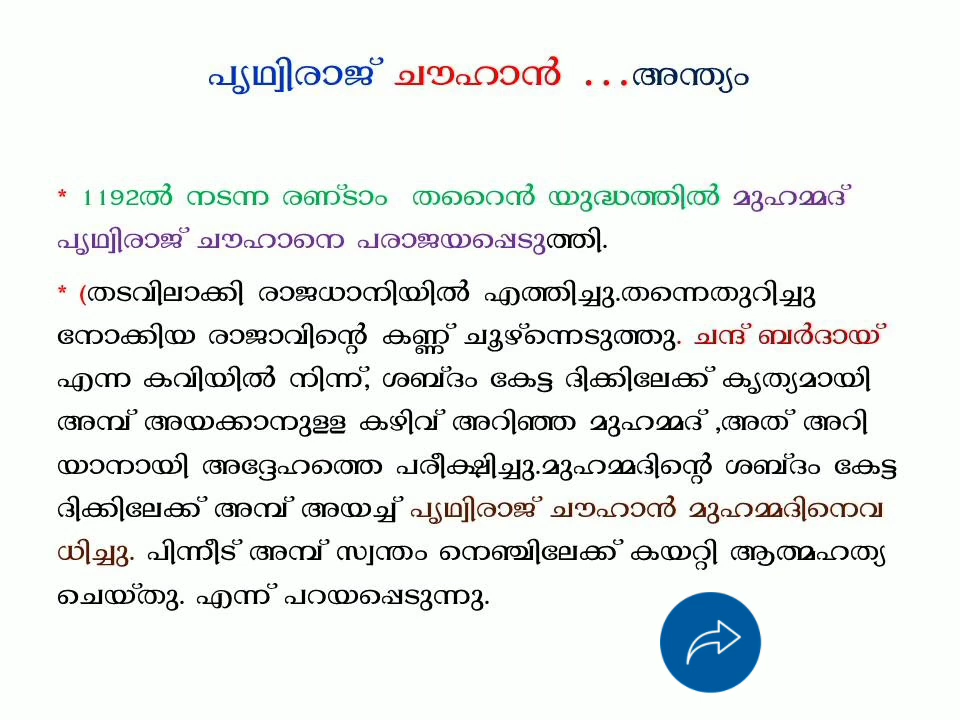 പൃഥ്വിരാജ് ചൗഹാൻ ...അന്ത്യം
* 1192ൽ നടന്ന രണ്ടാം തറൈൻ യുദ്ധത്തിൽ മുഹമ്മദ്
പൃഥ്വിരാജ് ചൗഹാനെ പരാജയപ്പെടുത്തി.
* (തടവിലാക്കി രാജധാനിയിൽ എത്തിച്ചു.തന്നെതുറിച്ചു
നോക്കിയ രാജാവിന്റെ കണ്ണ് ചൂഴ്ന്നെടുത്തു. ചന്ദ് ബർദായ്
എന്ന കവിയിൽ നിന്ന്, ശബ്ദം കേട്ട ദിക്കിലേക്ക് കൃത്യമായി
അമ്പ് അയക്കാനുളള കഴിവ് അറിഞ്ഞ മുഹമ്മദ് ,അത് അറി
യാനായി അദ്ദേഹത്തെ പരീക്ഷിച്ചു.മുഹമ്മദിന്റെ ശബ്ദം കേട്ട
ദിക്കിലേക്ക് അമ്പ് അയച്ച് പൃഥ്വിരാജ് ചൗഹാൻ മുഹമ്മദിനെവ
ധിച്ചു. പിന്നീട് അമ്പ് സ്വന്തം നെഞ്ചിലേക്ക് കയറ്റി ആത്മഹത്യ
ചെയ്തു. എന്ന് പറയപ്പെടുന്നു.